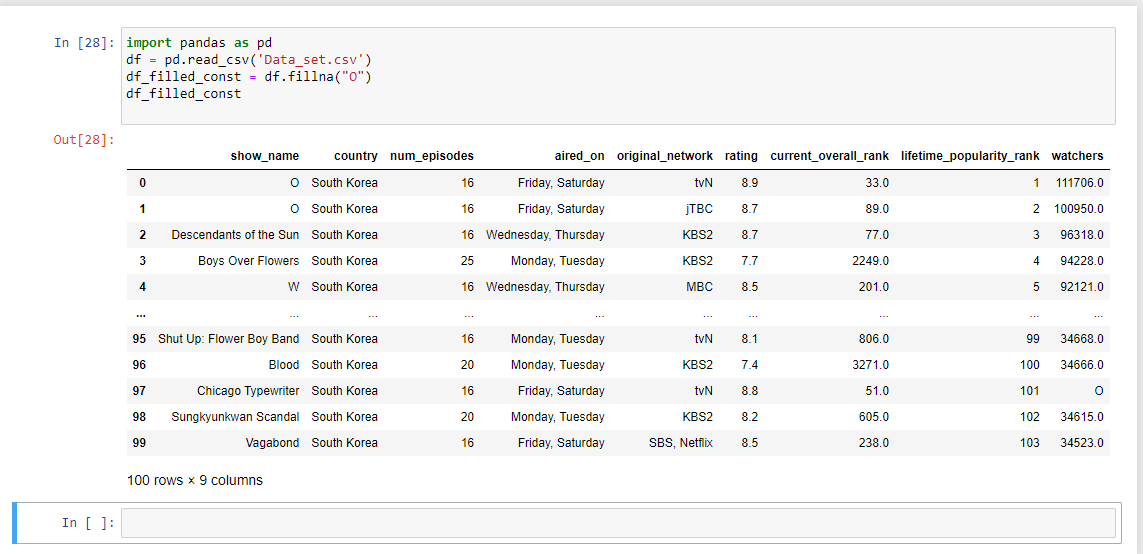 In [28]: import pandas as pd
df = pd.read_csv('Data_set.csv')
df_filled_const = df.fillna("O")
df_filled_const
Out[28]:
show_name country num_episodes aired_on original_network rating current_overall_rank lifetime_popularity_rank watchers
0 O South Korea 16 Friday, Saturday tvN 8.9 33.0 1 111706.0
1 O South Korea 16 Friday, Saturday jTBC 8.7 89.0 2 100950.0
2 Descendants of the Sun South Korea 16 Wednesday, Thursday KBS2 8.7 77.0 3 96318.0
3 Boys Over Flowers South Korea 25 Monday, Tuesday KBS2 7.7 2249.0 4 94228.0
4 W South Korea 16 Wednesday, Thursday MBC 8.5 201.0 5 92121.0
... ... ... ... ... ... ... ... ... ...
95 Shut Up: Flower Boy Band South Korea 16 Monday, Tuesday tvN 8.1 806.0 99 34668.0
96 Blood South Korea 20 Monday, Tuesday KBS2 7.4 3271.0 100 34666.0
97 Chicago Typewriter South Korea 16 Friday, Saturday tvN 8.8 51.0 101 O
98 Sungkyunkwan Scandal South Korea 20 Monday, Tuesday KBS2 8.2 605.0 102 34615.0
99 Vagabond South Korea 16 Friday, Saturday SBS, Netflix 8.5 238.0 103 34523.0
100 rows × 9 columns
In [ ]: